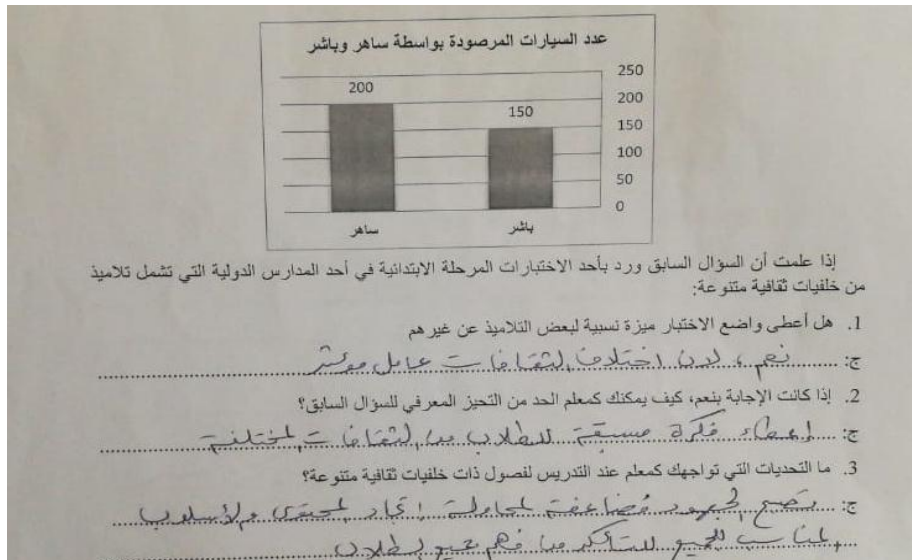 عدد السيارات المرصودة بواسطة ساهر وباشر
250
200
200
150
150
100
50
0
باشر
ساهر
إذا علمت أن السؤال السابق ورد بأحد الاختبارات المرحلة الابتدائية في أحد المدارس الدولية التي تشمل تلاميذ
من خلفيات ثقافية متنوعة:
1. هل أعطى واضع الاختبار ميزة نسبية لبعض التلاميذ عن غيرهم
ج: نعم، لأن اختلاف الثقافات عامل مؤثر
2. إذا كانت الإجابة بنعم، كيف يمكنك كمعلم الحد من التحيز المعرفي للسؤال السابق؟
ج: إعطاء فكرة مسبقة للطلاب من الثقافات المختلفة
3. ما التحديات التي تواجهك كمعلم عند التدريس لفصول ذات خلفيات ثقافية متنوعة؟
ج: تصبح الجهود مضاعفة لمحاولة إيجاد المحتوى والأسلوب
المناسب للجميع للتأكد من فهم جميع الطلاب